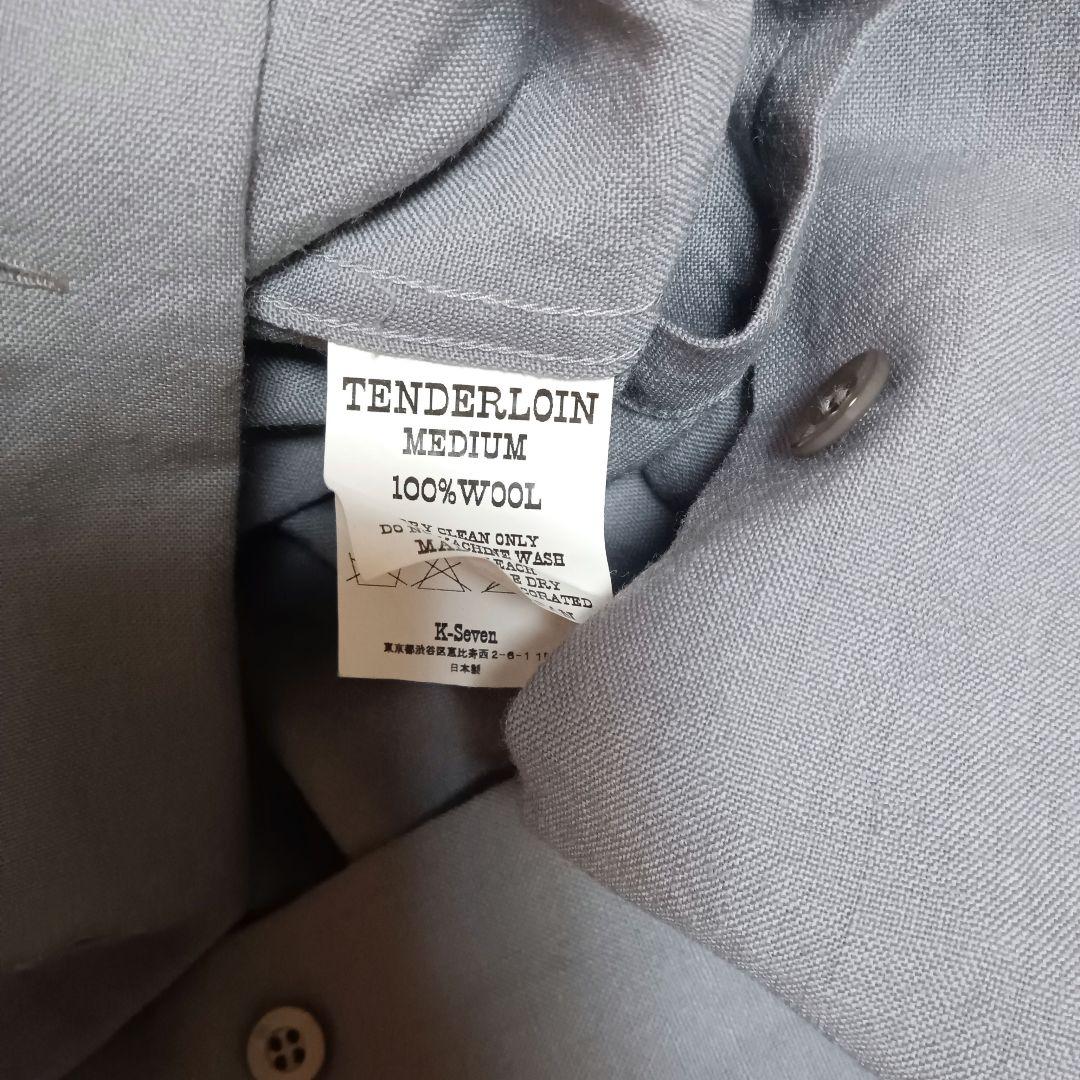 TENDERLOIN
MEDIUM
100%WOOL
CLEAN ONLY
DO MACHINE WASH
DRY
K-Seven
東京都渋谷区恵比寿西2-6-1
日本製